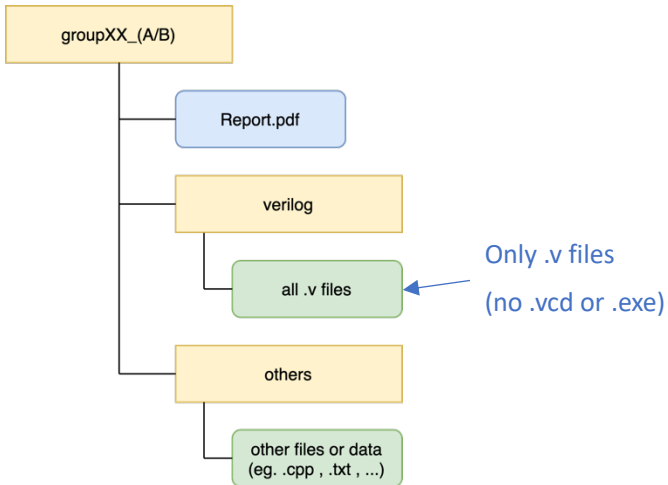 groupXX_(A/B)
Report.pdf
verilog
all .v files
Only .v files
(no .vcd or .exe)
others
other files or data
(eg. .cpp , .txt , ...)